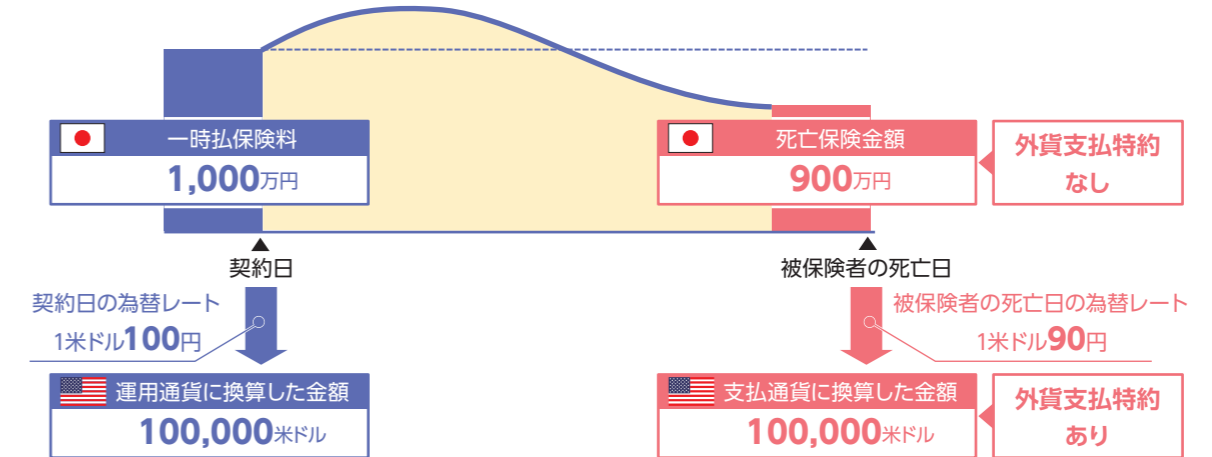 一時払保険料
1,000万円
死亡保険金額
900万円
外貨支払特約
なし
契約日
被保険者の死亡日
契約日の為替レート
1米ドル100円
被保険者の死亡日の為替レート
1米ドル90円
運用通貨に換算した金額
100,000米ドル
支払通貨に換算した金額
100,000米ドル
外貨支払特約
あり